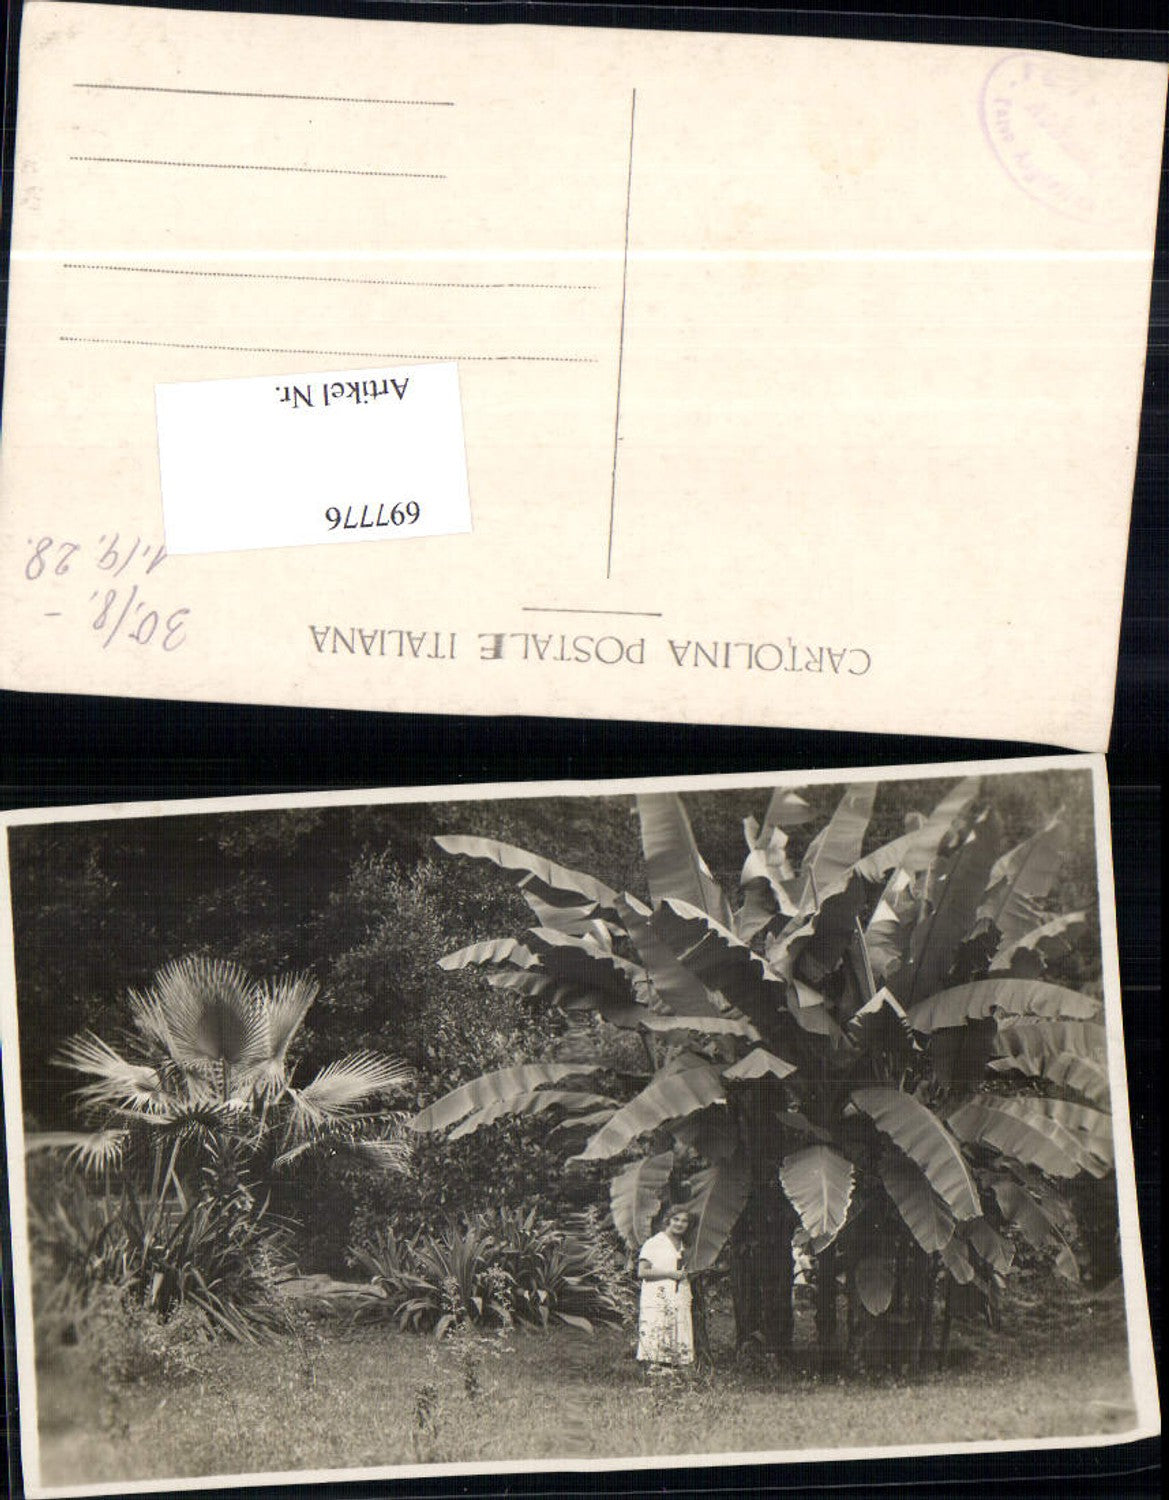 CARTOLINA POSTALE ITALIANA
30/8. -
1./9. 28.
697776
Artikel Nr.